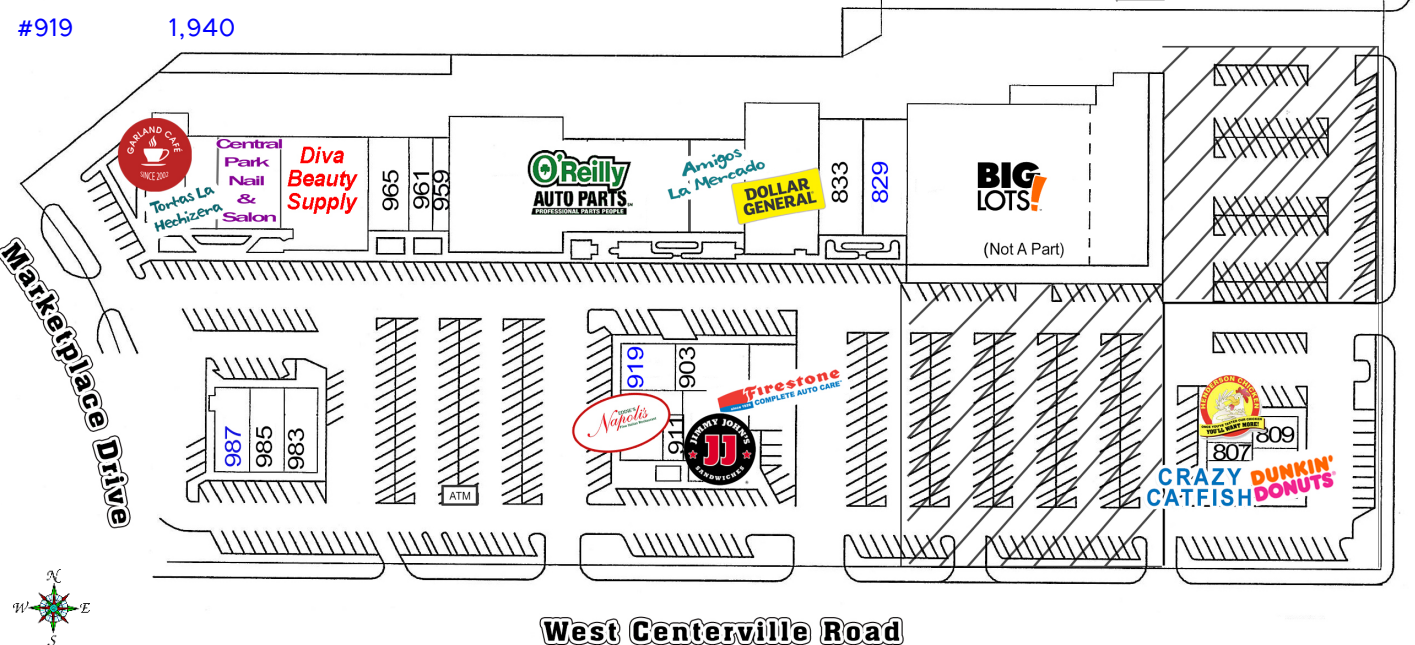 #919 1,940
GARLAND CAFÉ
SINCE 2007
Tortas La
Hechizera
Central
Park
Nail
&
Salon
Diva
Beauty
Supply
965
961
959
O'Reilly
AUTO PARTS
PROFESSIONAL PARTS PEOPLE
Amigos
La Mercado
DOLLAR
GENERAL
833
829
BIG
LOTS!
(Not A Part)
Marketplace Drive
987
985
983
ATM
919
903
Napoli's
911
JIMMY JOHN'S
JJ
SANDWICHES
Firestone
COMPLETE AUTO CARE
HENDERSON CHICKEN
YOU'LL WANT MORE!
809
807
CRAZY
CATFISH
DUNKIN'
DONUTS
N
W E
S
West Centerville Road